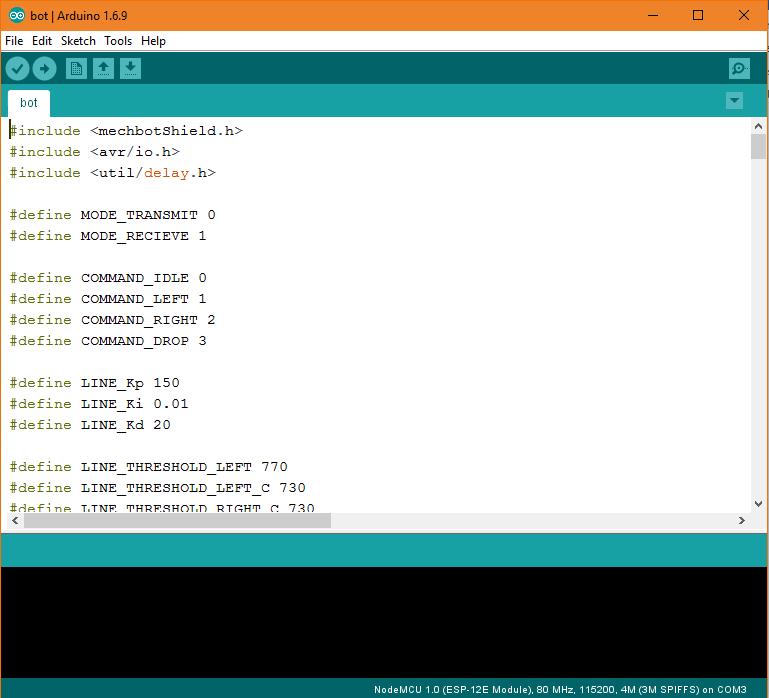 bot | Arduino 1.6.9
File Edit Sketch Tools Help
bot
#include <mechbotShield.h>
#include <avr/io.h>
#include <util/delay.h>
#define MODE_TRANSMIT 0
#define MODE_RECIEVE 1
#define COMMAND_IDLE 0
#define COMMAND_LEFT 1
#define COMMAND_RIGHT 2
#define COMMAND_DROP 3
#define LINE_Kp 150
#define LINE_Ki 0.01
#define LINE_Kd 20
#define LINE_THRESHOLD_LEFT 770
#define LINE_THRESHOLD_LEFT_C 730
#define LINE_THRESHOLD_RIGHT_C 730
NodeMCU 1.0 (ESP-12E Module), 80 MHz, 115200, 4M (3M SPIFFS) on COM3